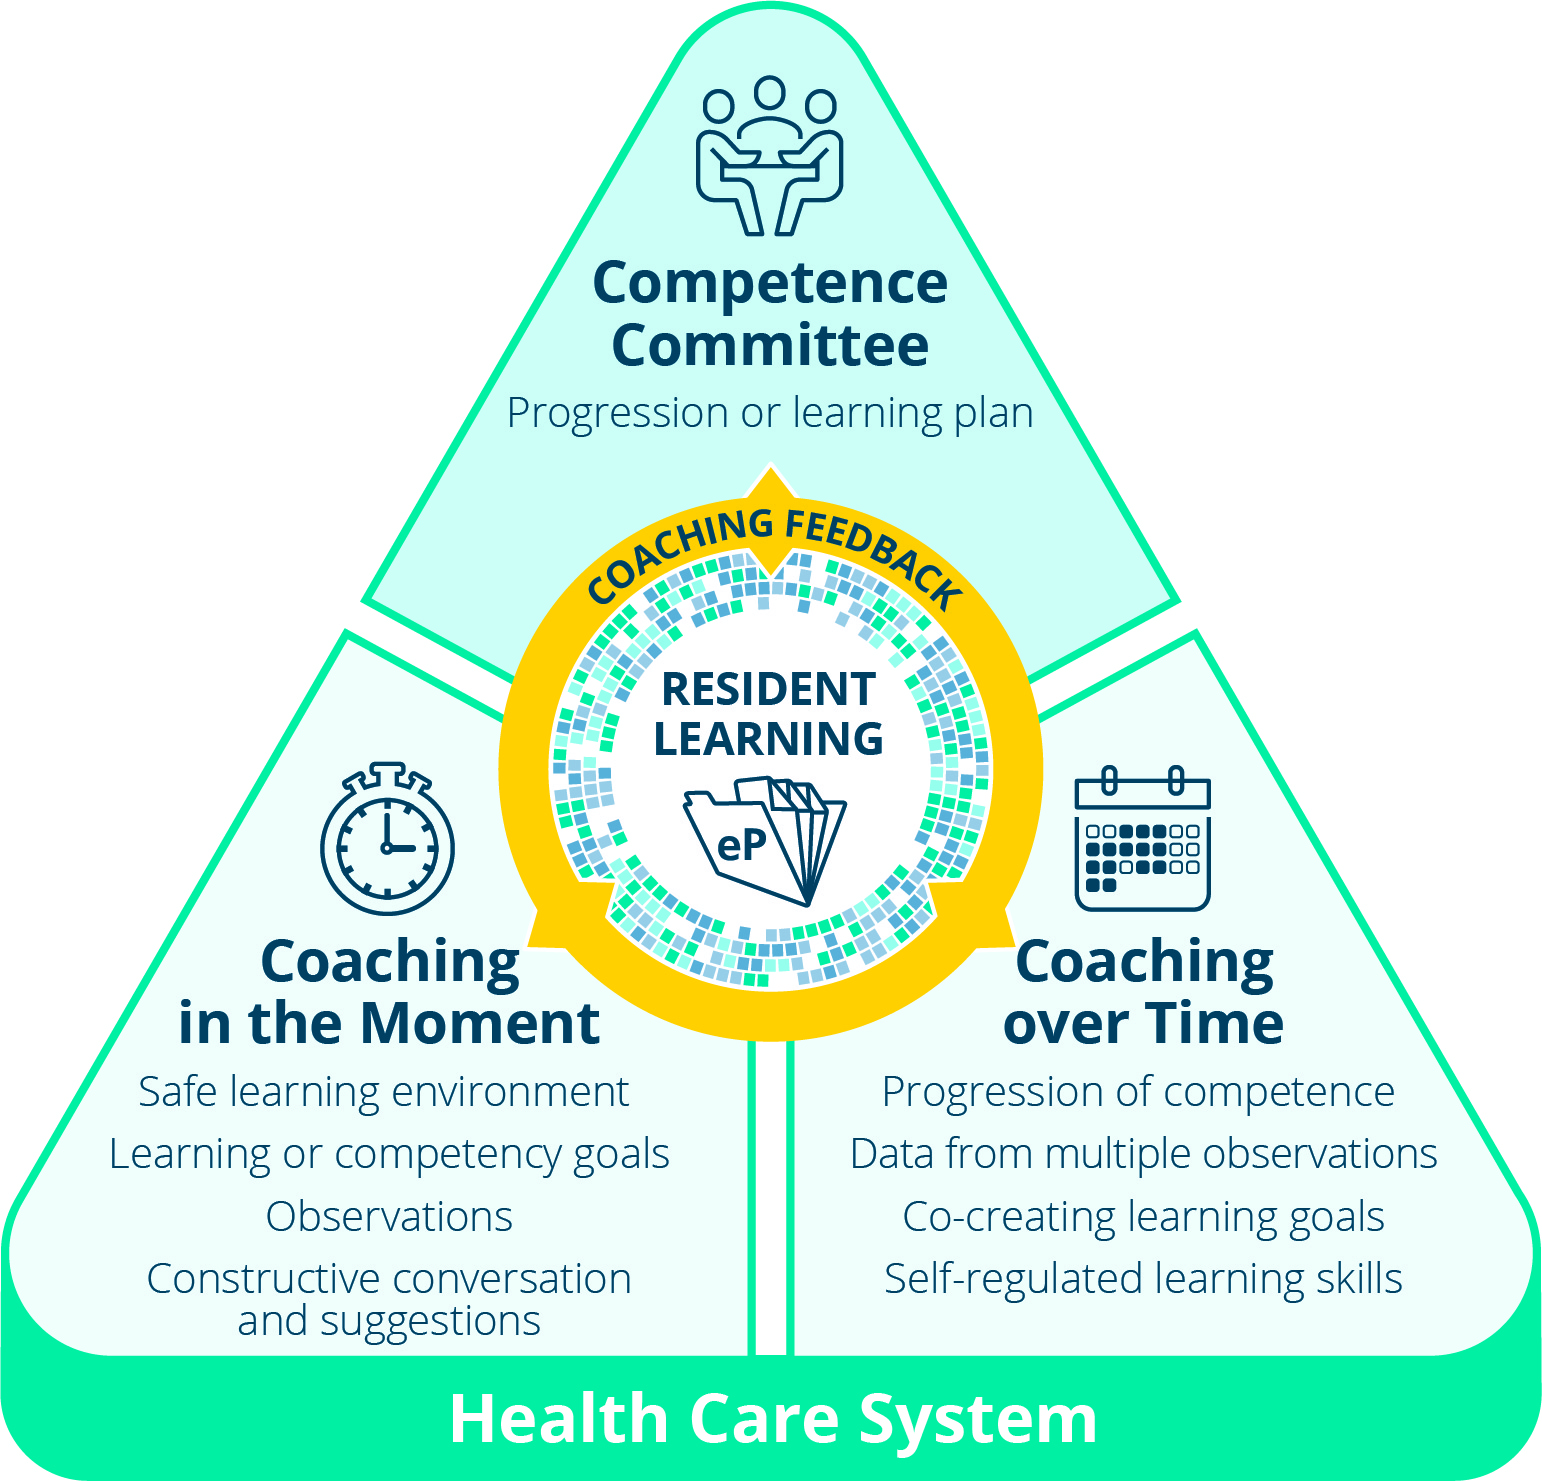 Competence
Committee
Progression or learning plan
COACHING FEEDBACK
RESIDENT
LEARNING
eP
Coaching
in the Moment
Safe learning environment
Learning or competency goals
Observations
Constructive conversation
and suggestions
Coaching
over Time
Progression of competence
Data from multiple observations
Co-creating learning goals
Self-regulated learning skills
Health Care System